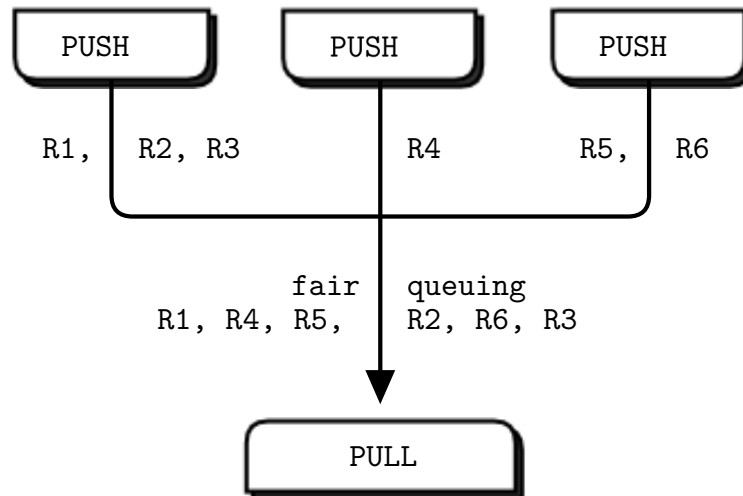 PUSH PUSH PUSH
R1, R2, R3 R4 R5, R6
fair queuing
R1, R4, R5, R2, R6, R3
PULL